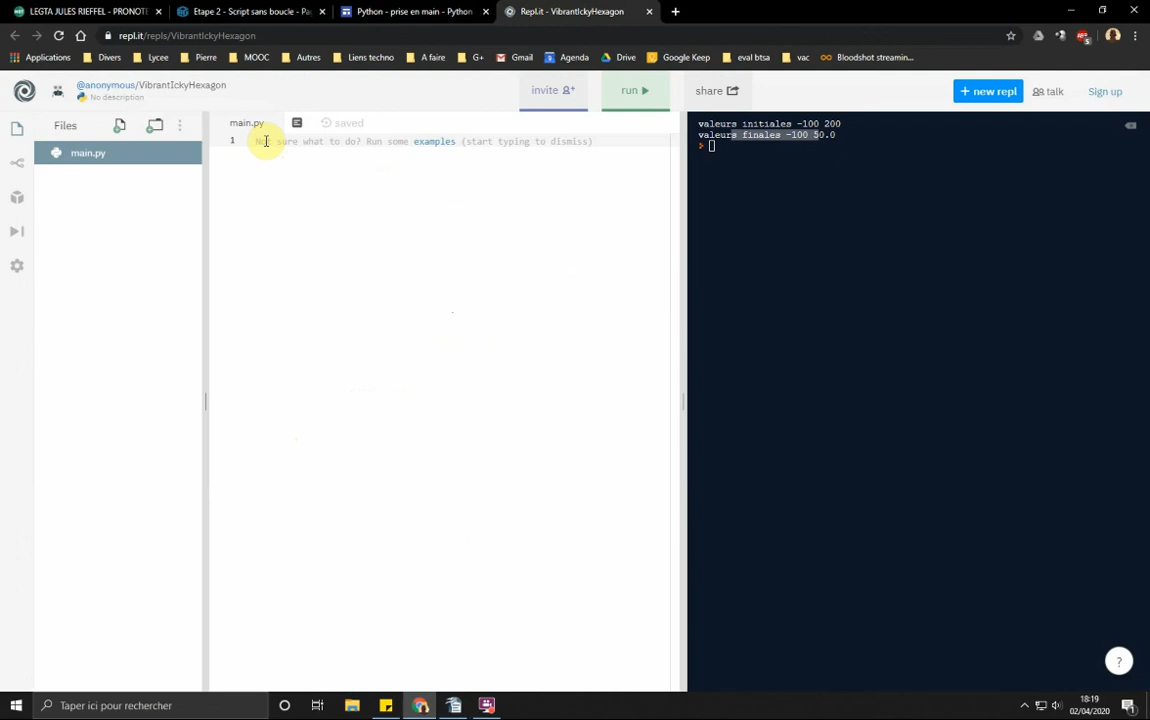 LEGTA JULES RIEFFEL - PRONOTE
Etape 2 - Script sans boucle - Pa
Python - prise en main - Python
Repl.it - VibrantIckyHexagon
repl.it/repls/VibrantIckyHexagon
Applications Divers Lycee Pierre MOOC Autres Liens techno A faire G+ Gmail Agenda Drive Google Keep eval btsa vac Bloodshot streamin...
@anonymous/VibrantIckyHexagon
No description
invite
run
share
+ new repl
talk
Sign up
Files
main.py
main.py
saved
1 Not sure what to do? Run some examples (start typing to dismiss)
valeurs initiales -100 200
valeurs finales -100 50.0
>
?
Taper ici pour rechercher
18:19
02/04/2020